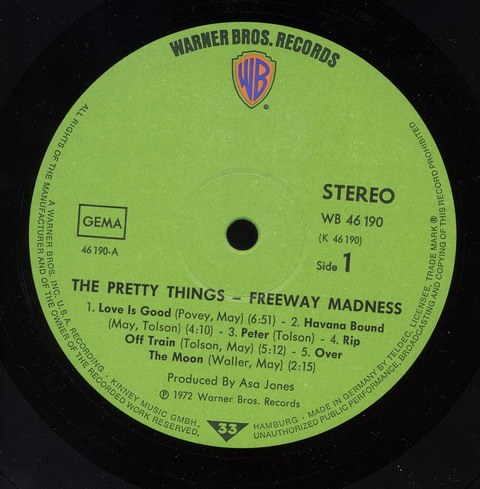 WARNER BROS. RECORDS
WB
®
STEREO
WB 46 190
(K 46 190)
Side 1
GEMA
46 190-A
THE PRETTY THINGS – FREEWAY MADNESS
1. Love Is Good (Povey, May) (6:51) - 2. Havana Bound
(May, Tolson) (4:10) - 3. Peter (Tolson) - 4. Rip
Off Train (Tolson, May) (5:12) - 5. Over
The Moon (Waller, May) (2:15)
Produced By Asa Jones
℗ 1972 Warner Bros. Records
33
ALL RIGHTS OF THE MANUFACTURER AND OF THE OWNER OF THE RECORDED WORK RESERVED.
A WARNER BROS. INC. U.S.A. RECORDING - KINNEY MUSIC GMBH.
HAMBURG - MADE IN GERMANY BY TELDEC, LICENSEE, TRADE MARK ®
UNAUTHORIZED PUBLIC PERFORMANCE, BROADCASTING AND COPYING OF THIS RECORD PROHIBITED